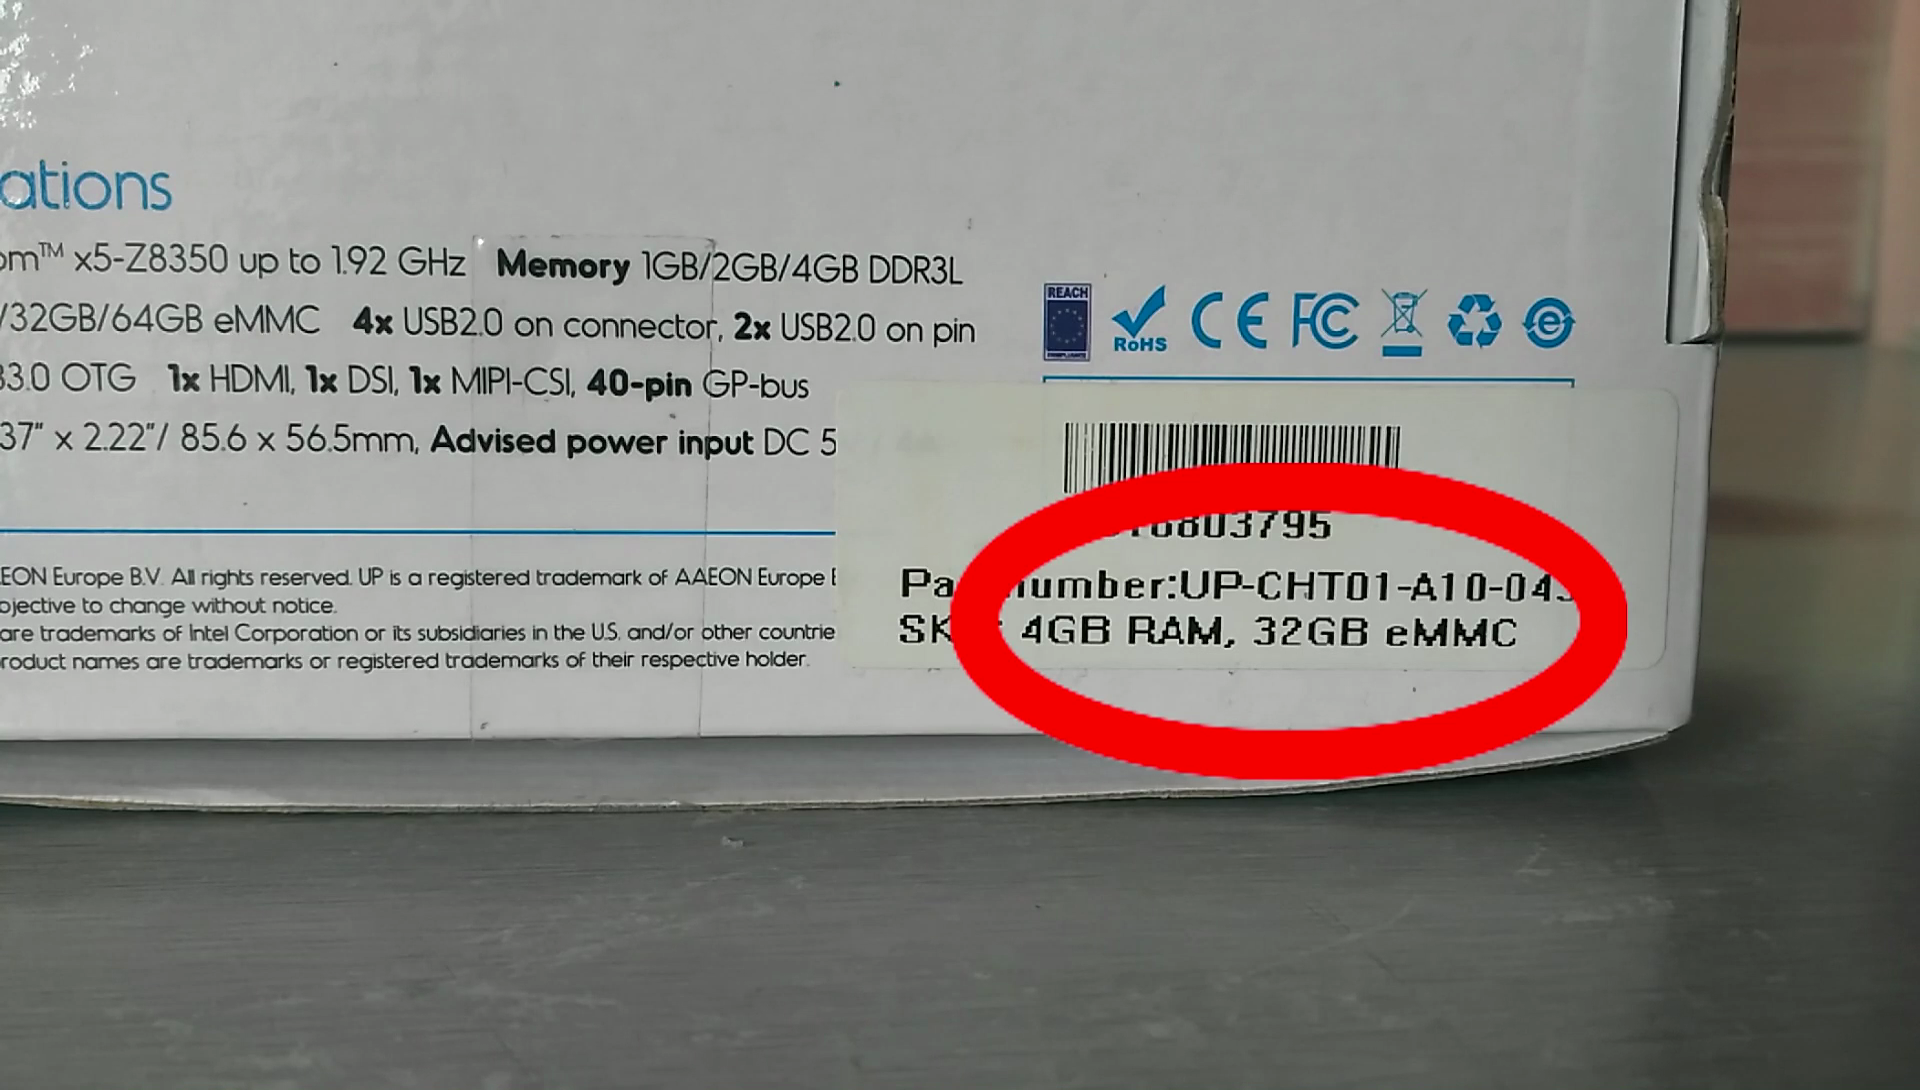 ations
™ x5-Z8350 up to 1.92 GHz Memory 1GB/2GB/4GB DDR3L
/32GB/64GB eMMC 4x USB2.0 on connector, 2x USB2.0 on pin
3.0 OTG 1x HDMI, 1x DSI, 1x MIPI-CSI, 40-pin GP-bus
37" x 2.22"/ 85.6 x 56.5mm, Advised power input DC 5
REACH
RoHS
CE FC
e
803795
umber:UP-CHT01-A10-04
SK 4GB RAM, 32GB eMMC
EON Europe B.V. All rights reserved. UP is a registered trademark of AAEON Europe
bjective to change without notice.
are trademarks of Intel Corporation or its subsidiaries in the U.S. and/or other countrie
roduct names are trademarks or registered trademarks of their respective holder.